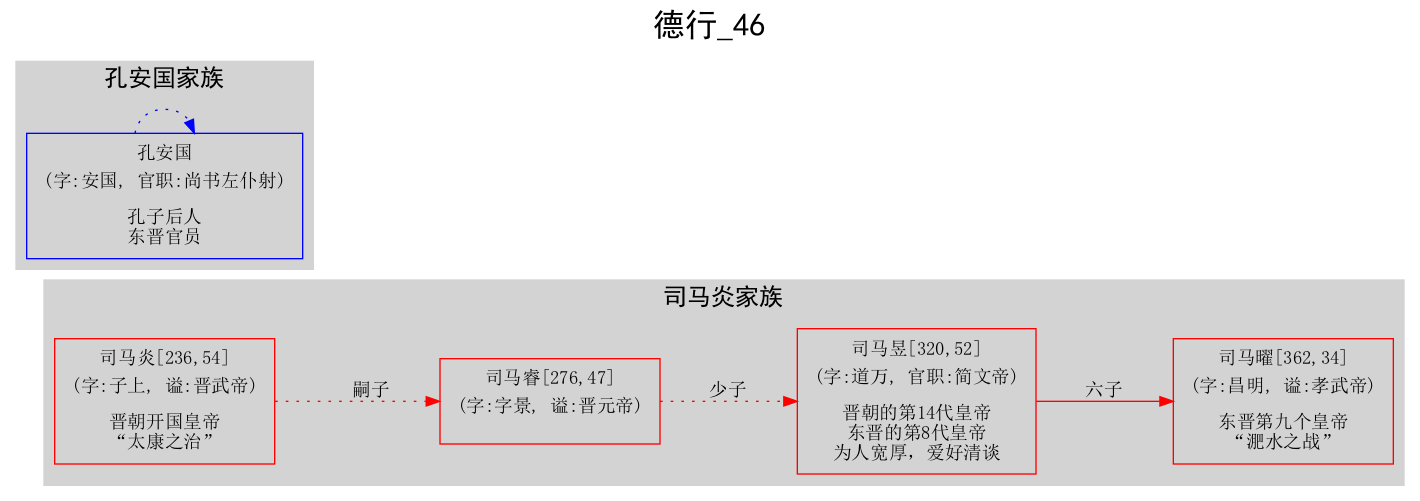 德行_46
孔安国家族
孔安国
(字:安国, 官职:尚书左仆射)
孔子后人
东晋官员
司马炎家族
司马炎[236,54]
(字:子上, 谥:晋武帝)
晋朝开国皇帝
“太康之治”
嗣子
司马睿[276,47]
(字:字景, 谥:晋元帝)
少子
司马昱[320,52]
(字:道万, 官职:简文帝)
晋朝的第14代皇帝
东晋的第8代皇帝
为人宽厚, 爱好清谈
六子
司马曜[362,34]
(字:昌明, 谥:孝武帝)
东晋第九个皇帝
“淝水之战”